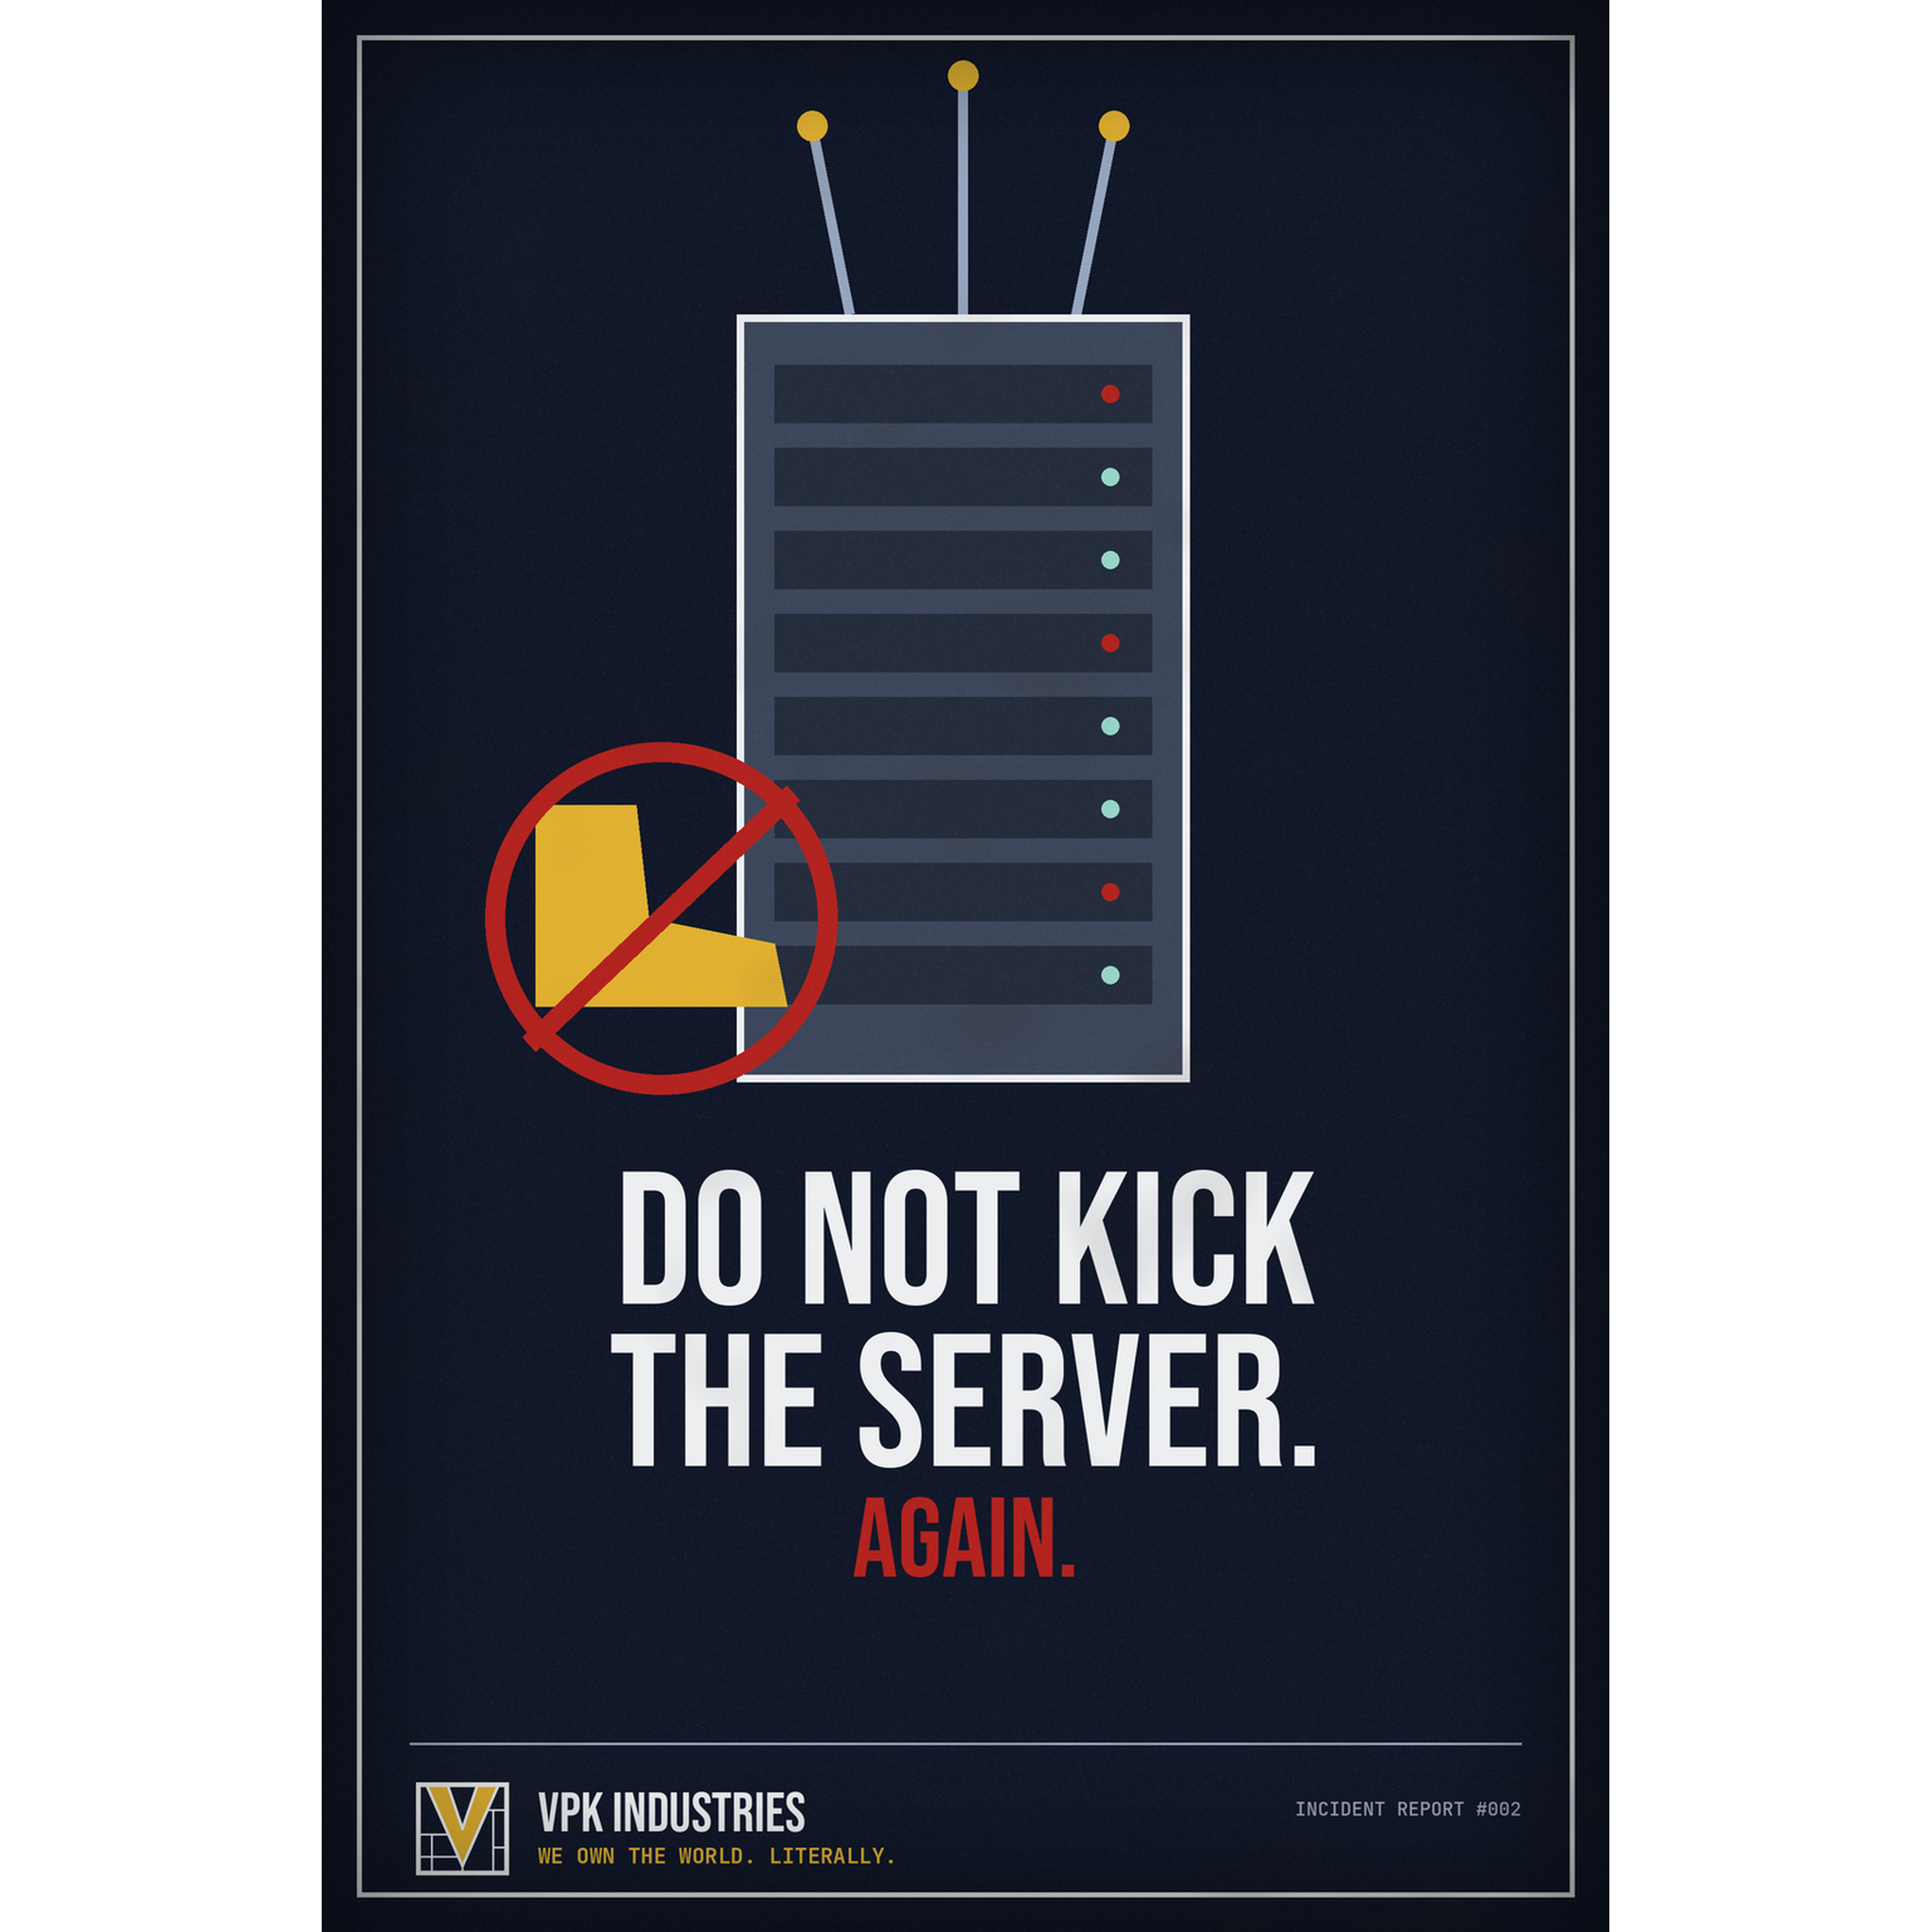 DO NOT KICK
THE SERVER.
AGAIN.
VPK INDUSTRIES
WE OWN THE WORLD. LITERALLY.
INCIDENT REPORT #002